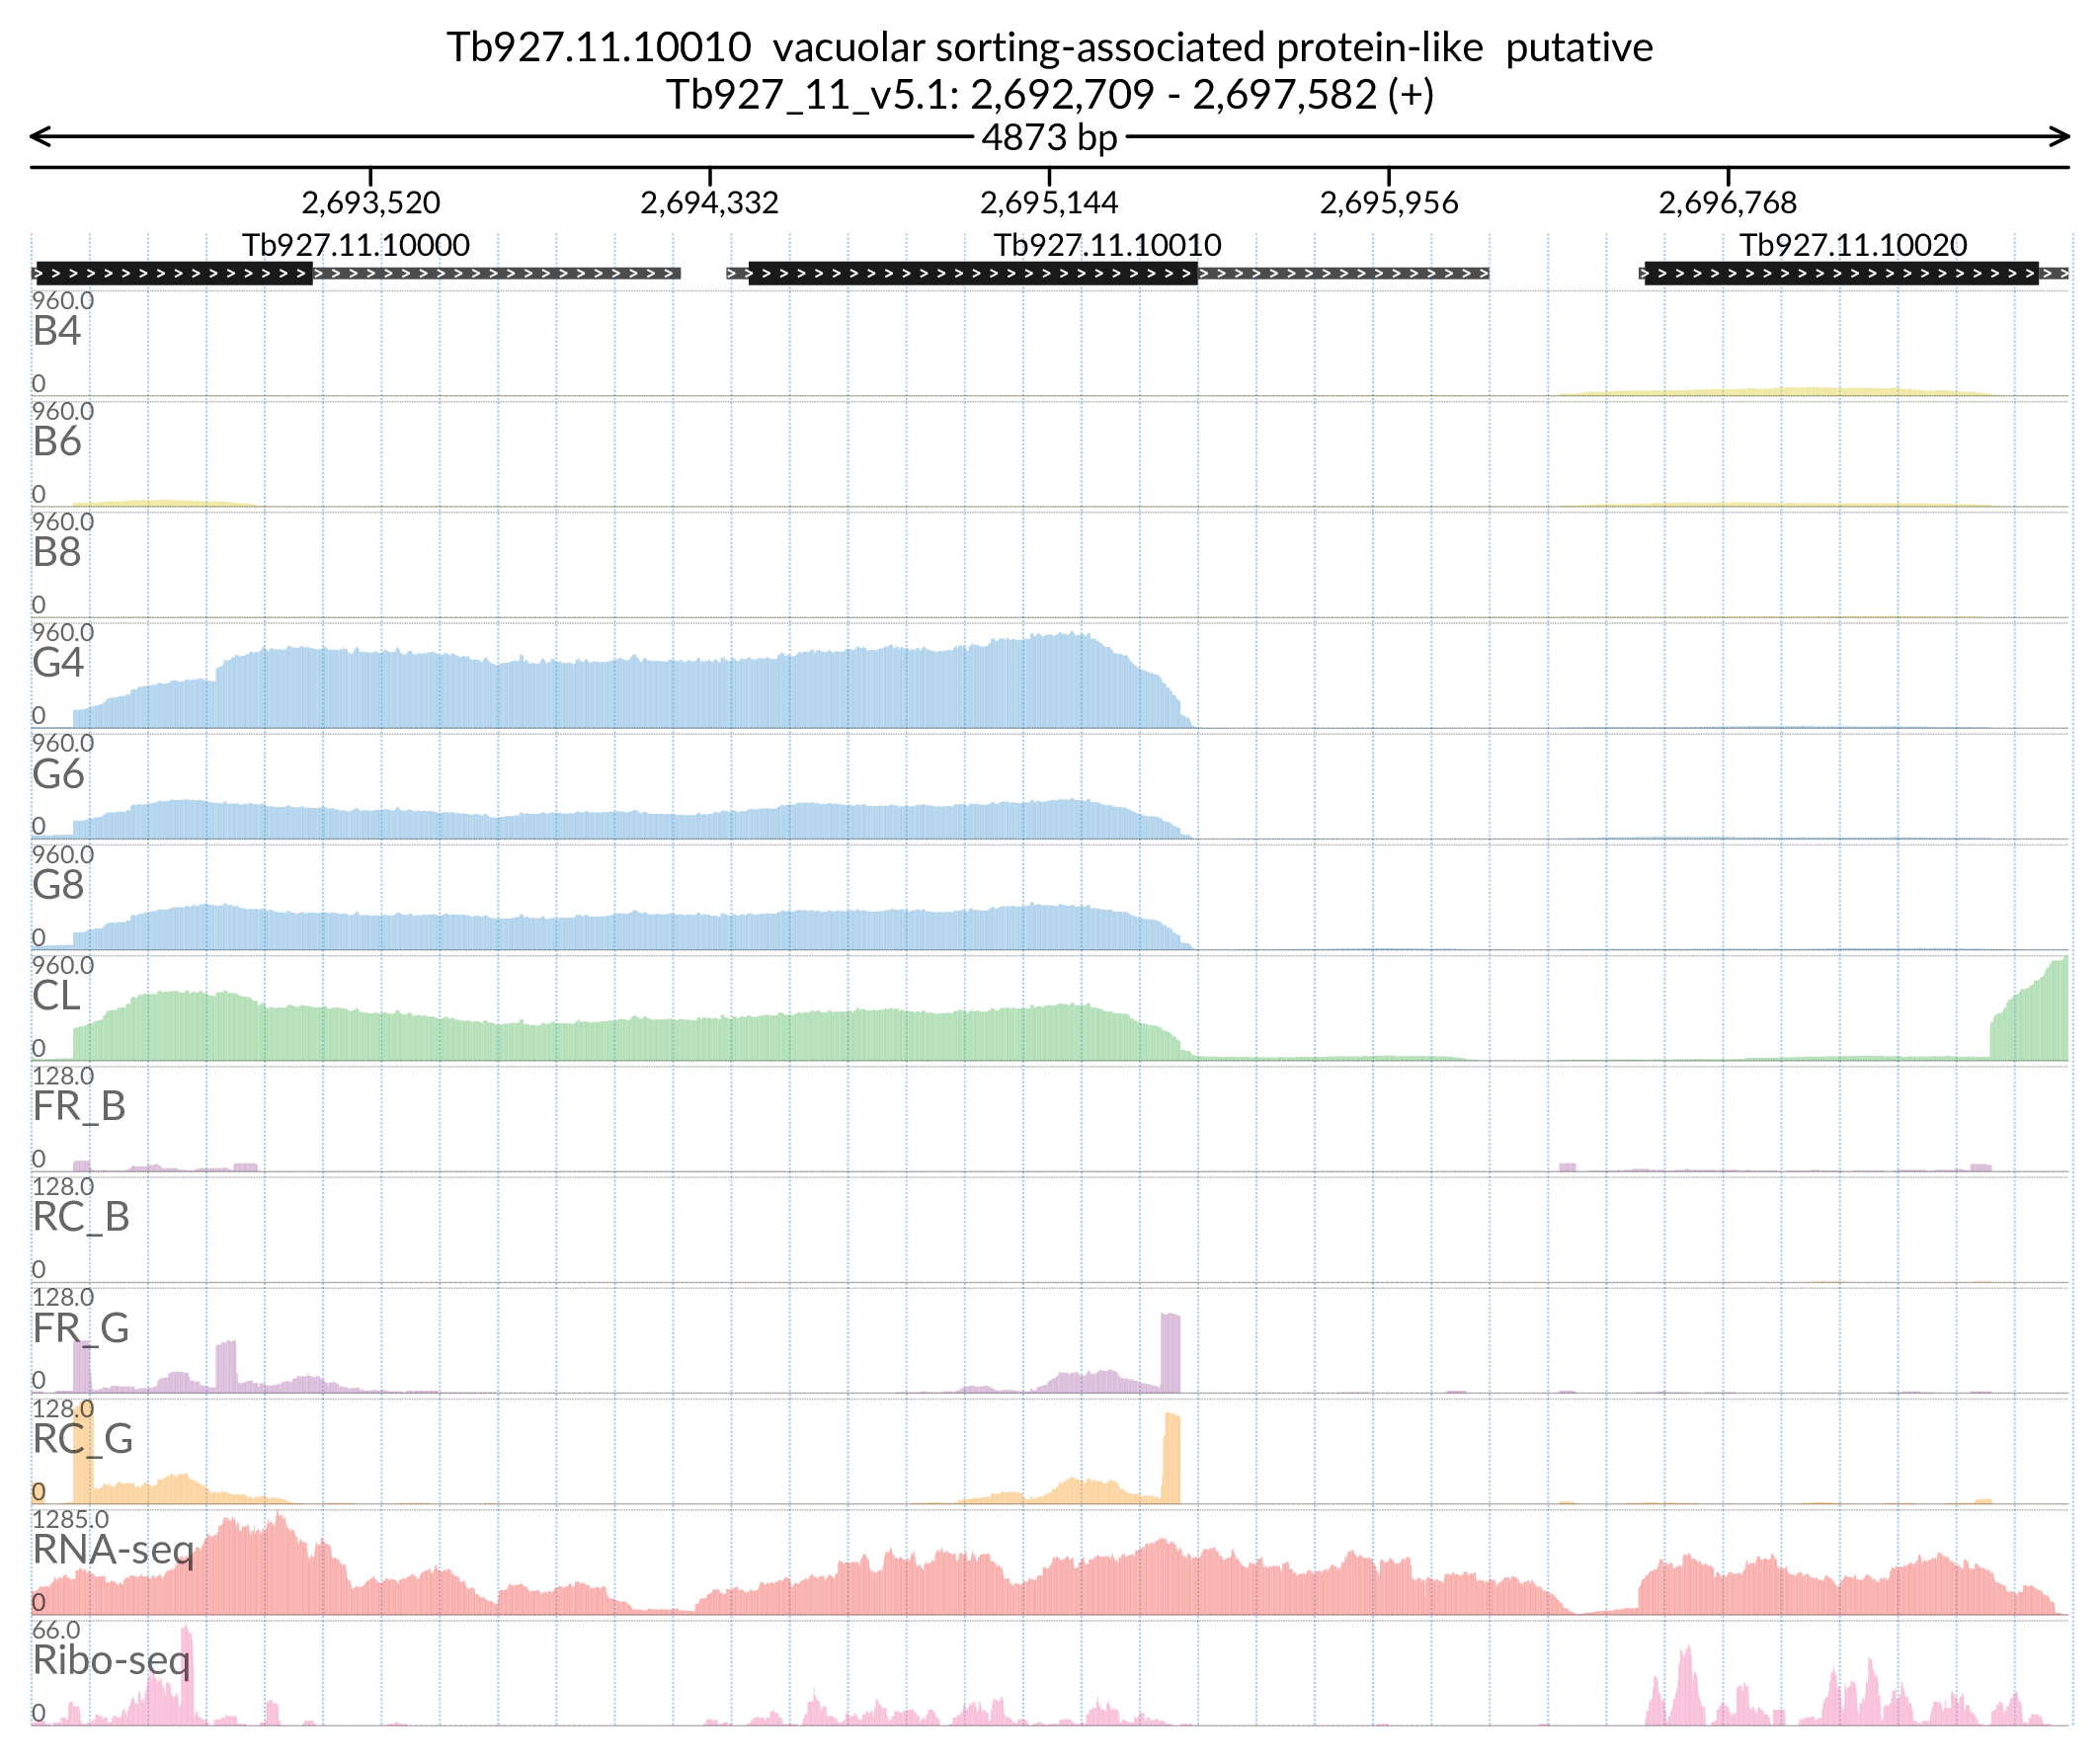 Tb927.11.10010  vacuolar sorting-associated protein-like  putative
Tb927_11_v5.1: 2,692,709 - 2,697,582 (+)
4873 bp
2,693,520 2,694,332 2,695,144 2,695,956 2,696,768
Tb927.11.10000 Tb927.11.10010 Tb927.11.10020
960.0
B4
0
960.0
B6
0
960.0
B8
0
960.0
G4
0
960.0
G6
0
960.0
G8
0
960.0
CL
0
128.0
FR_B
0
128.0
RC_B
0
128.0
FR_G
0
128.0
RC_G
0
1285.0
RNA-seq
0
66.0
Ribo-seq
0